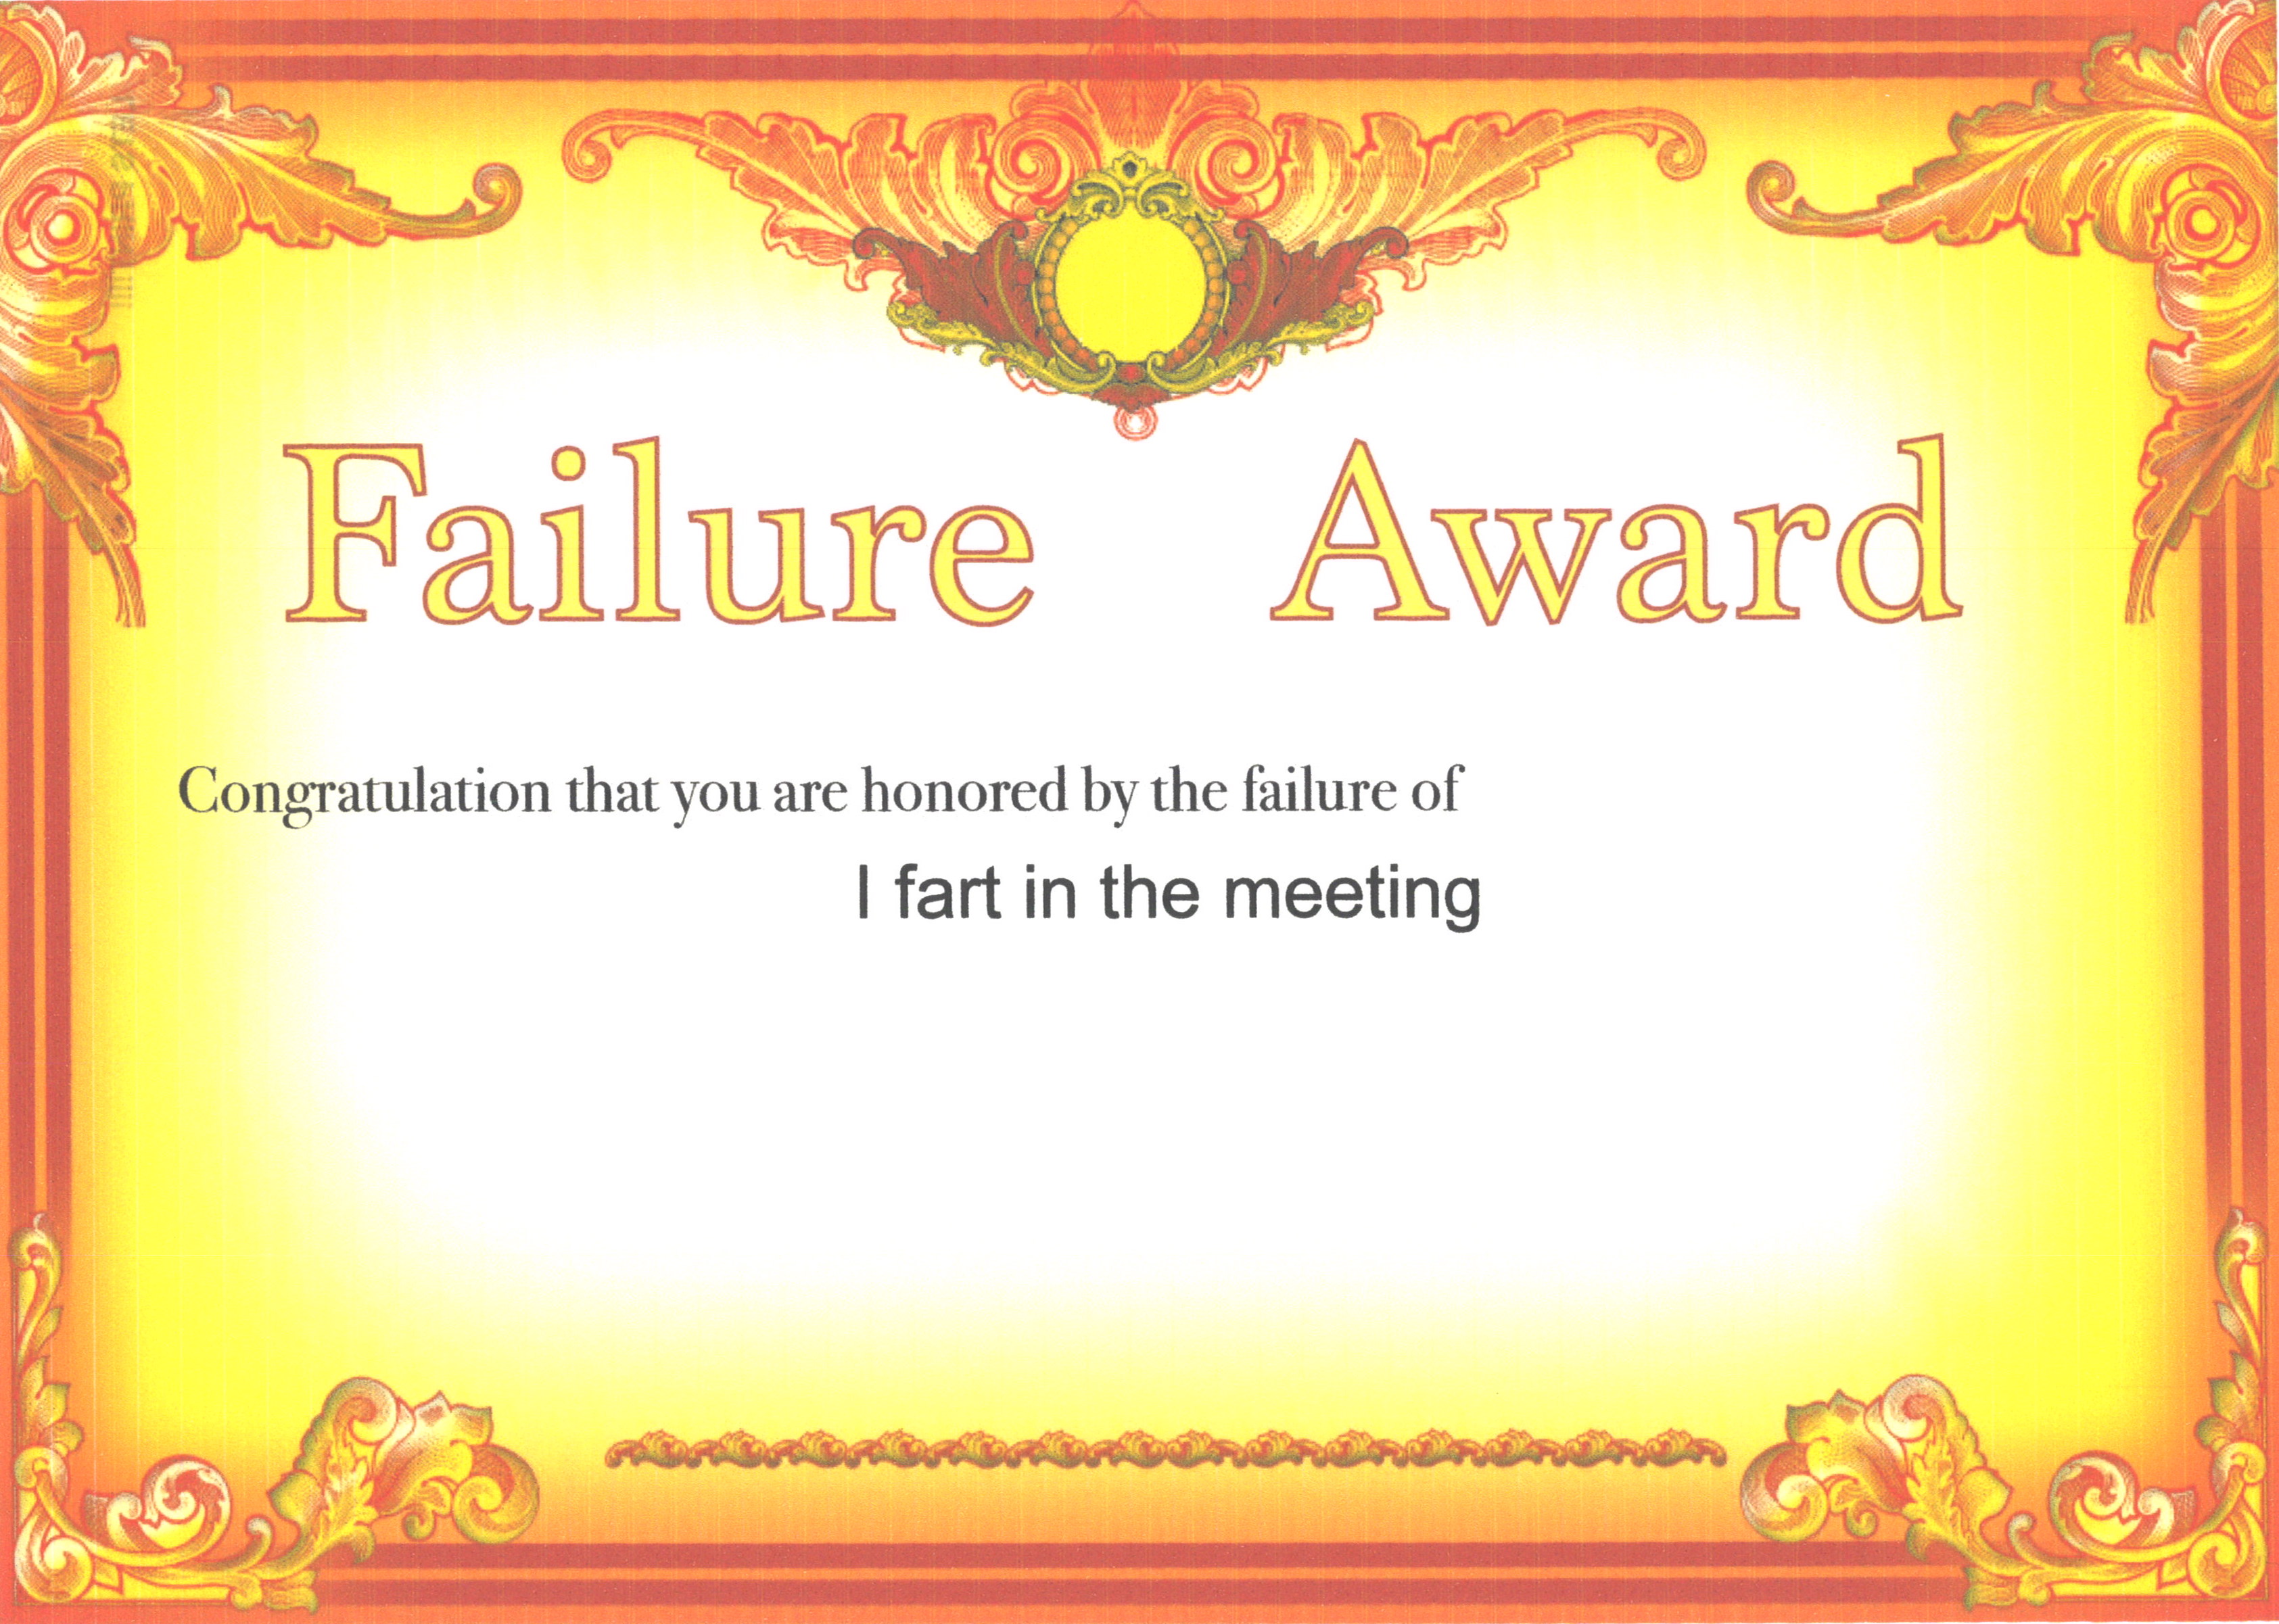 Failure Award
Congratulation that you are honored by the failure of
I fart in the meeting